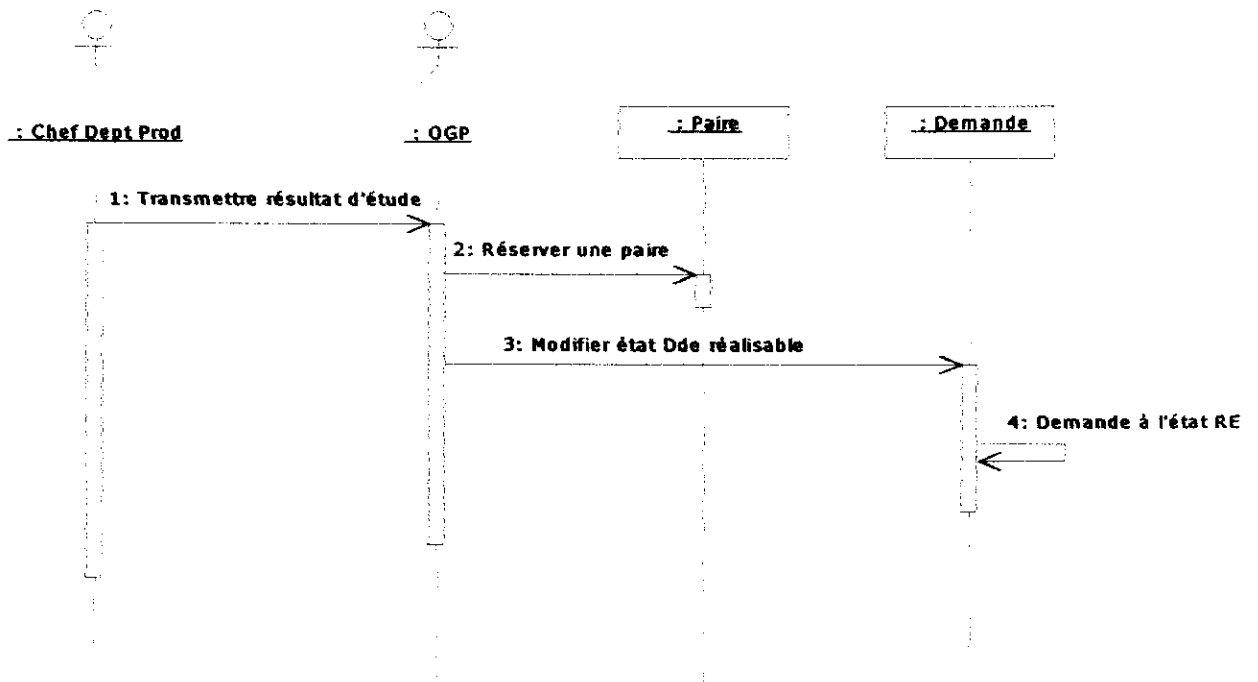 : Chef Dept Prod
: OGP
: Paire
: Demande
1: Transmettre résultat d'étude
2: Réserver une paire
3: Modifier état Dde réalisable
4: Demande à l'état RE